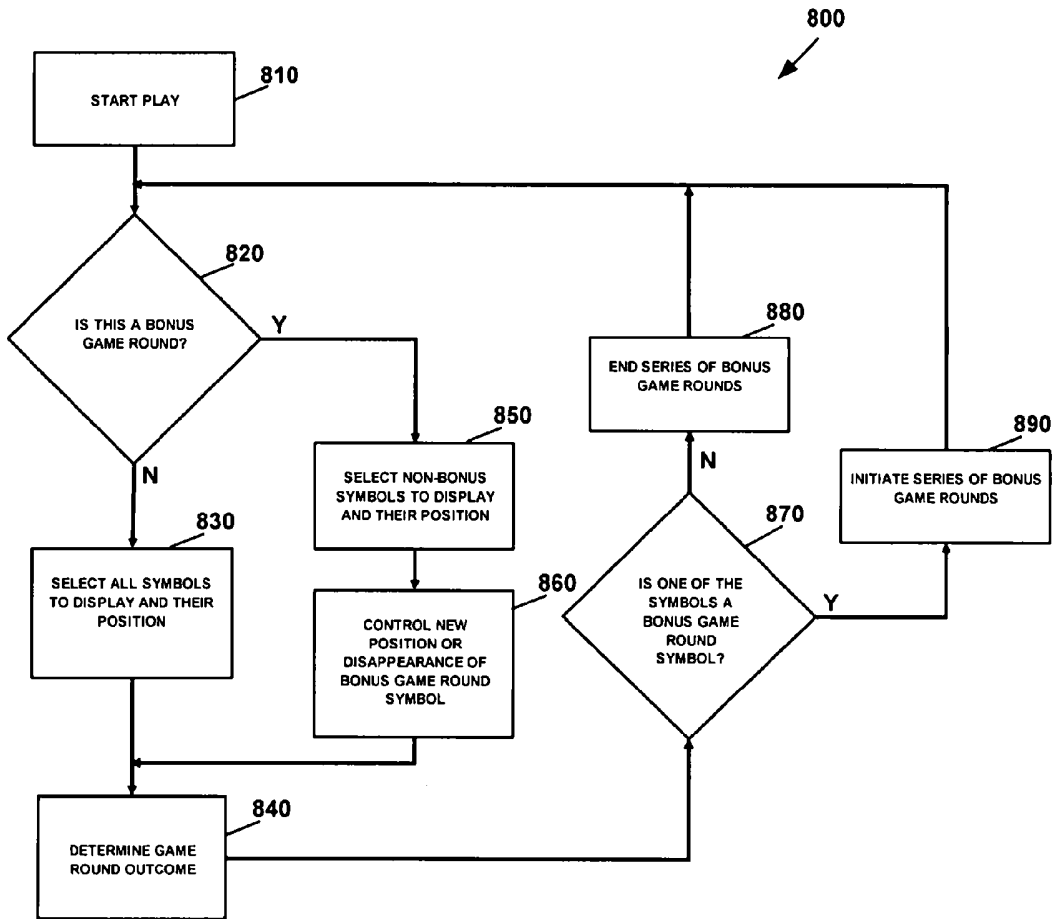 800
810
START PLAY
820
IS THIS A BONUS
GAME ROUND?
Y
N
830
SELECT ALL SYMBOLS
TO DISPLAY AND THEIR
POSITION
850
SELECT NON-BONUS
SYMBOLS TO DISPLAY
AND THEIR POSITION
860
CONTROL NEW
POSITION OR
DISAPPEARANCE OF
BONUS GAME ROUND
SYMBOL
840
DETERMINE GAME
ROUND OUTCOME
870
IS ONE OF THE
SYMBOLS A
BONUS GAME
ROUND
SYMBOL?
N
Y
880
END SERIES OF BONUS
GAME ROUNDS
890
INITIATE SERIES OF BONUS
GAME ROUNDS